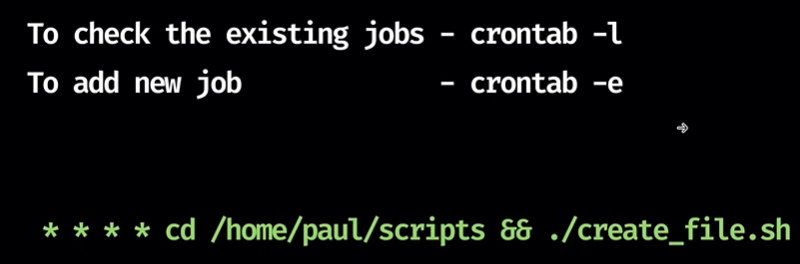 To check the existing jobs - crontab -l
To add new job - crontab -e
* * * * cd /home/paul/scripts && ./create_file.sh